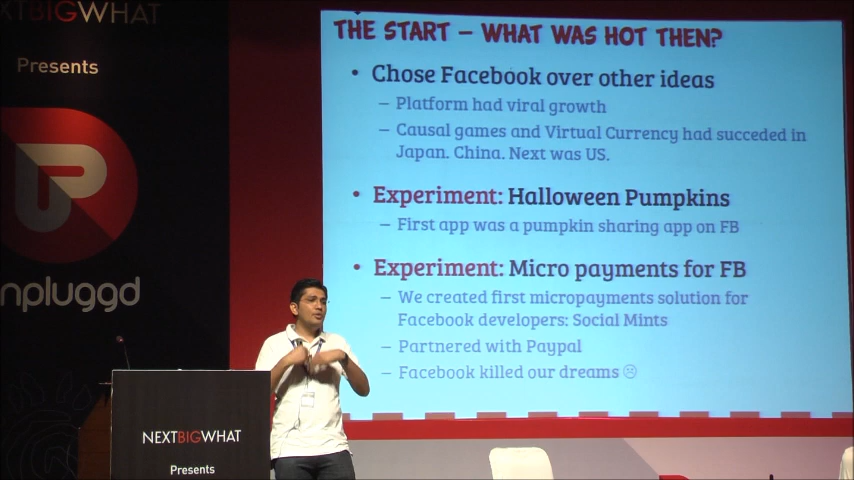 NEXTBIGWHAT
Presents
npluggd
THE START – WHAT WAS HOT THEN?
• Chose Facebook over other ideas
– Platform had viral growth
– Causal games and Virtual Currency had succeded in
Japan. China. Next was US.
• Experiment: Halloween Pumpkins
– First app was a pumpkin sharing app on FB
• Experiment: Micro payments for FB
– We created first micropayments solution for
Facebook developers: Social Mints
– Partnered with Paypal
– Facebook killed our dreams ☹
NEXTBIGWHAT
Presents